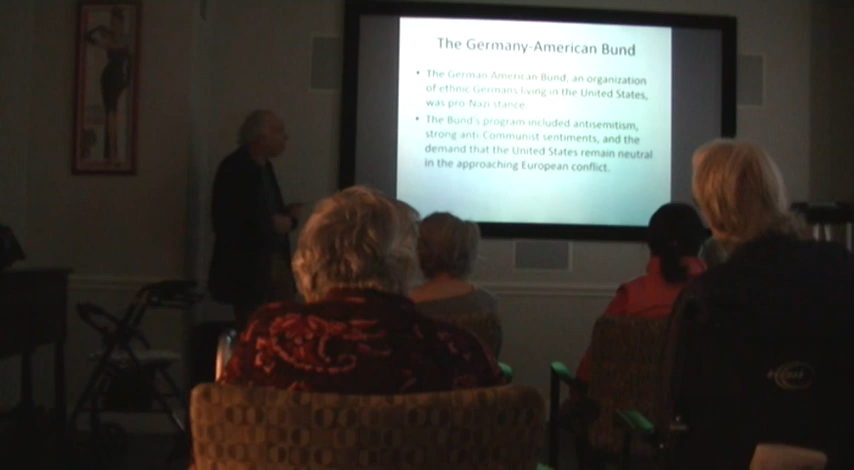 The Germany-American Bund
• The German American Bund, an organization
of ethnic Germans living in the United States,
was pro Nazi stance
• The Bund's program included antisemitism,
strong anti Communist sentiments, and the
demand that the United States remain neutral
in the approaching European conflict.